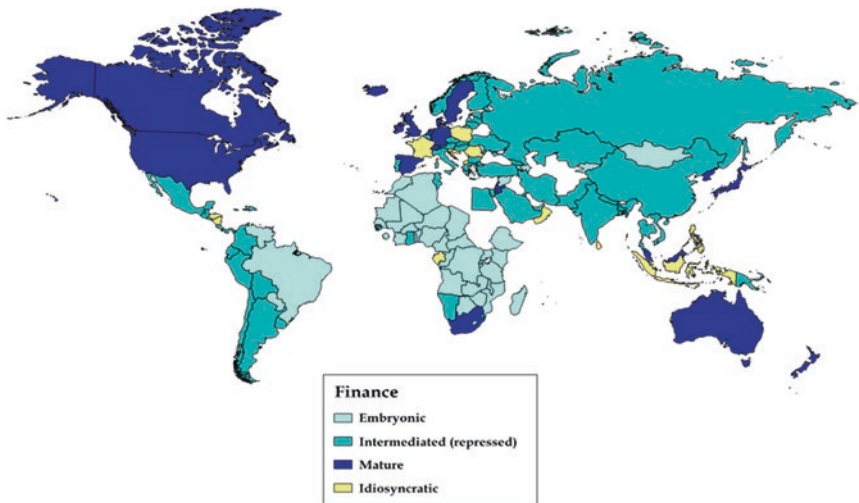 Finance
Embryonic
Intermediated (repressed)
Mature
Idiosyncratic